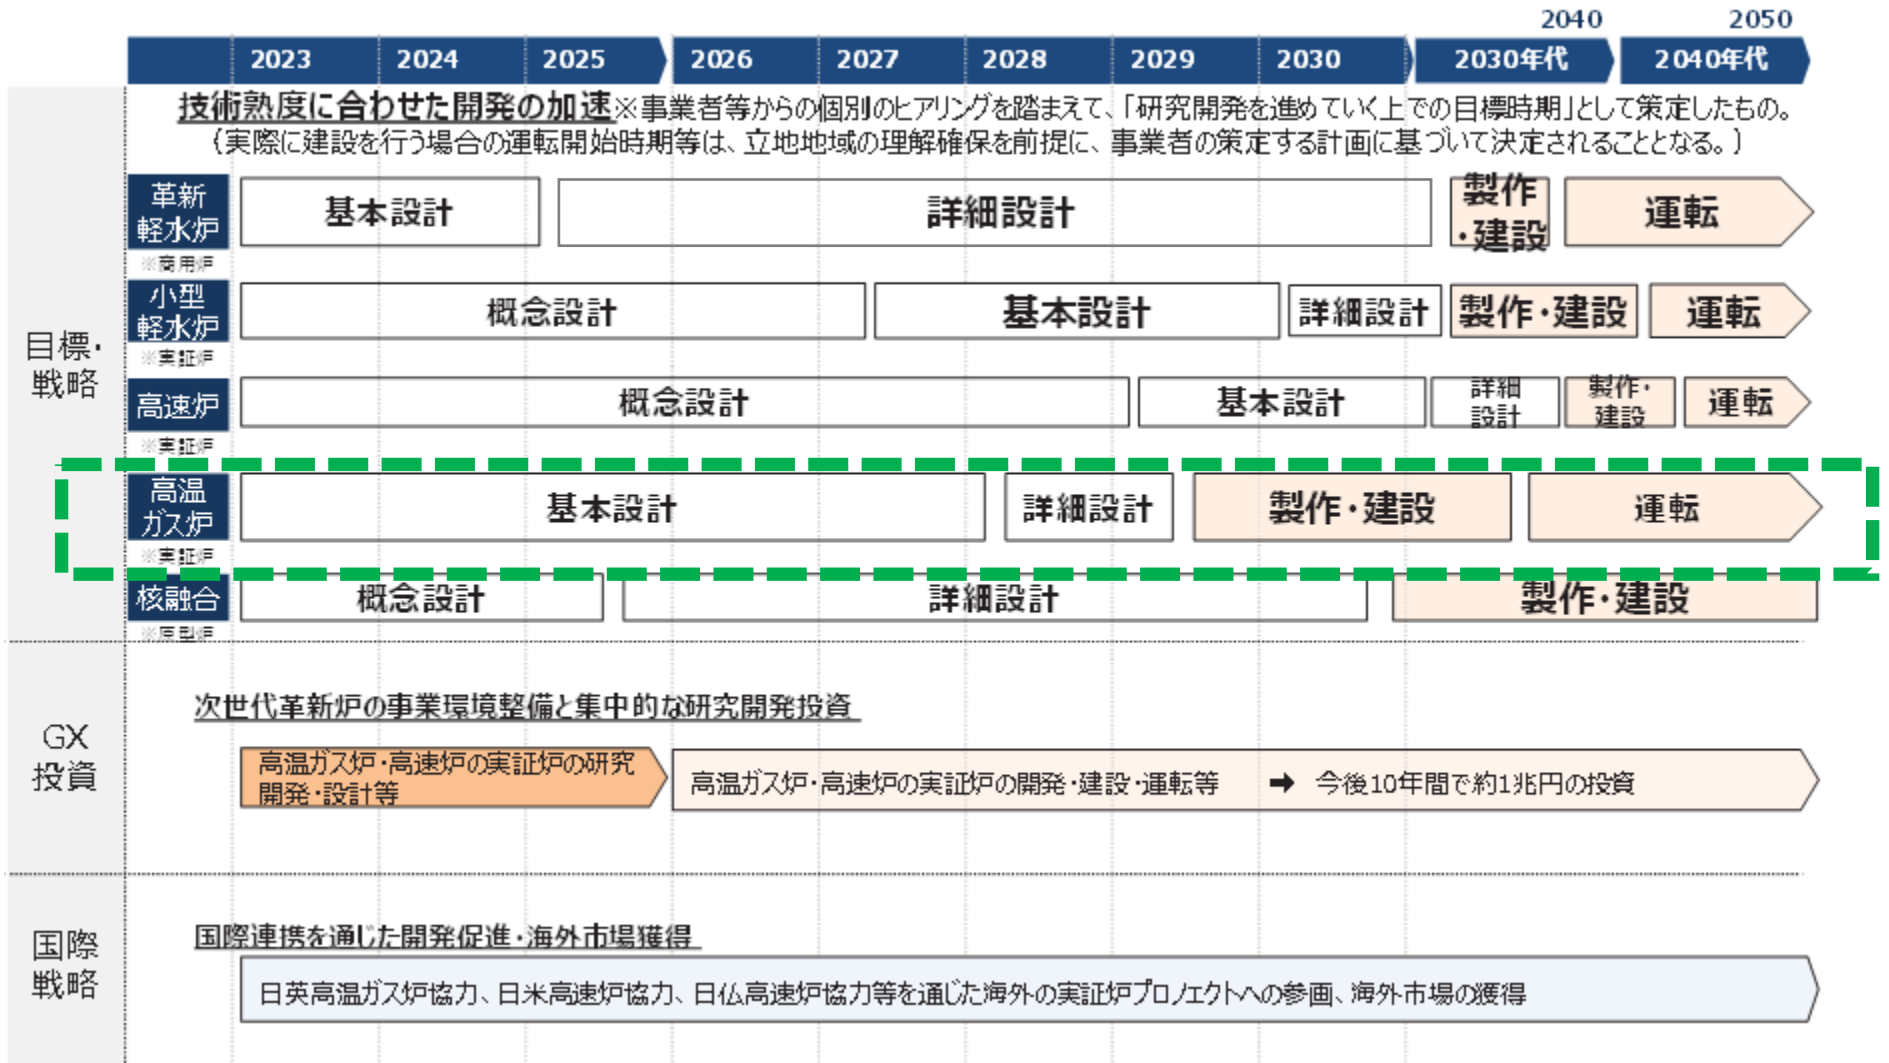 2040 2050
2023 2024 2025 2026 2027 2028 2029 2030 2030年代 2040年代
技術熟度に合わせた開発の加速※事業者等からの個別のヒアリングを踏まえて、「研究開発を進めていく上での目標時期」として策定したもの。
(実際に建設を行う場合の運転開始時期等は、立地地域の理解確保を前提に、事業者の策定する計画に基づいて決定されることとなる。)
目標・
戦略
革新
軽水炉
※商用炉
基本設計 詳細設計 製作
・建設 運転
小型
軽水炉
※実証炉
概念設計 基本設計 詳細設計 製作・建設 運転
高速炉
※実証炉
概念設計 基本設計 詳細
設計 製作・
建設 運転
高温
ガス炉
※実証炉
基本設計 詳細設計 製作・建設 運転
核融合
※原型炉
概念設計 詳細設計 製作・建設
GX
投資
次世代革新炉の事業環境整備と集中的な研究開発投資
高温ガス炉・高速炉の実証炉の研究
開発・設計等
高温ガス炉・高速炉の実証炉の開発・建設・運転等 ➡ 今後10年間で約1兆円の投資
国際
戦略
国際連携を通じた開発促進・海外市場獲得
日英高温ガス炉協力、日米高速炉協力、日仏高速炉協力等を通じた海外の実証炉プロジェクトへの参画、海外市場の獲得